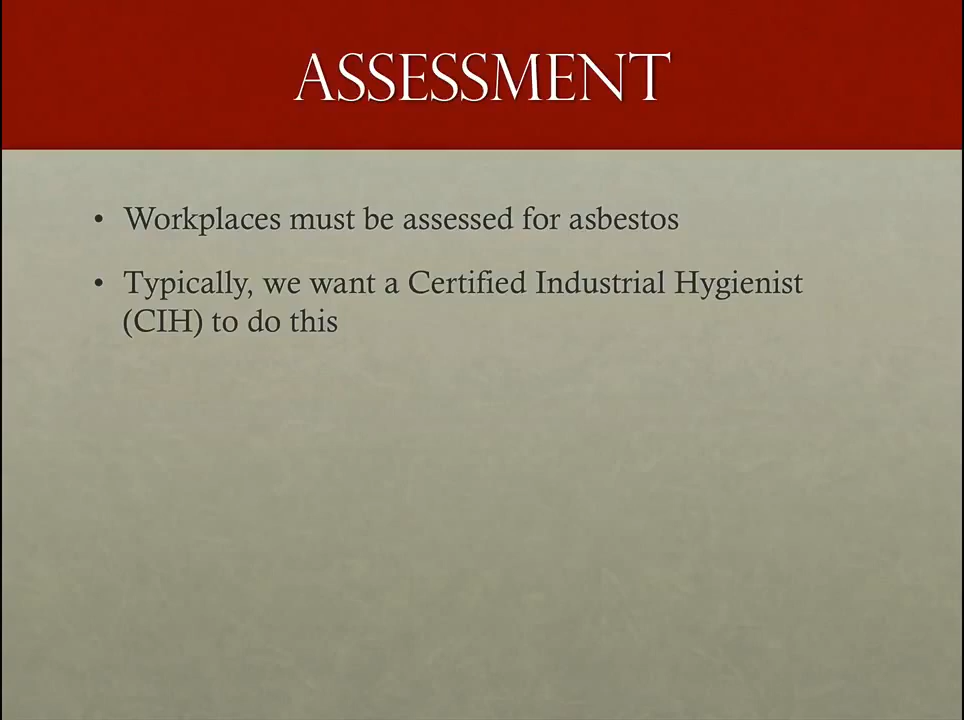 ASSESSMENT
• Workplaces must be assessed for asbestos
• Typically, we want a Certified Industrial Hygienist
(CIH) to do this